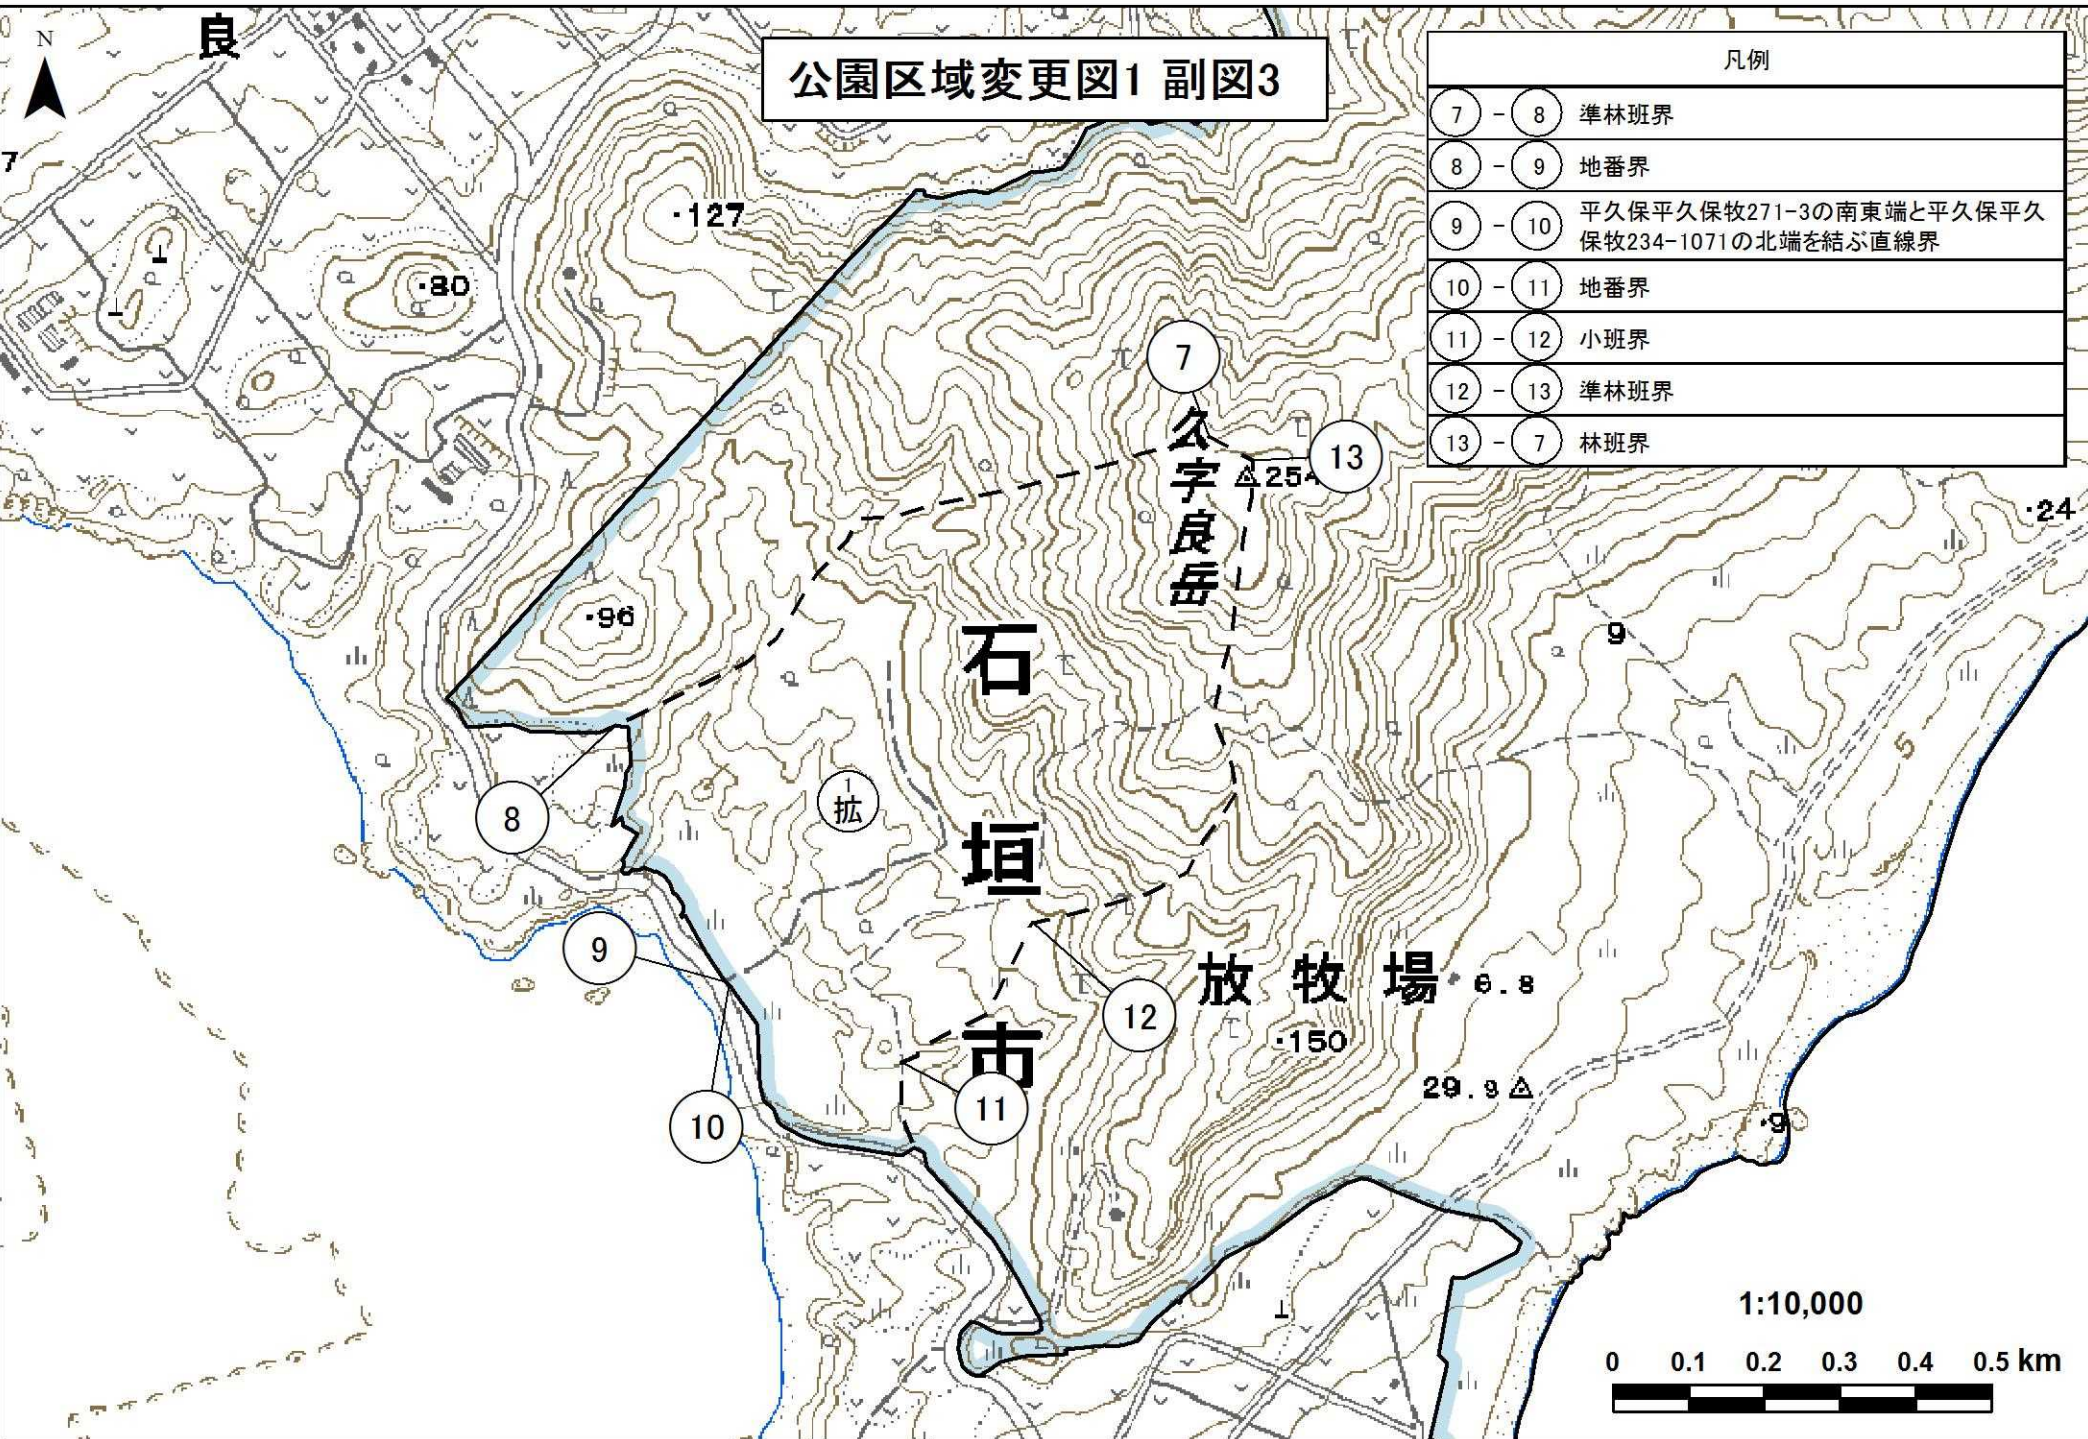 良
N
公園区域変更図1 副図3
凡例
7 - 8 準林班界
8 - 9 地番界
9 - 10 平久保平久保牧271-3の南東端と平久保平久
保牧234-1071の北端を結ぶ直線界
10 - 11 地番界
11 - 12 小班界
12 - 13 準林班界
13 - 7 林班界
7
·127
·80
7
久宇良岳
13
254
·24
·96
石垣市
9
5
8
1
拡
9
12
放牧場
6.8
·150
29.9
10
11
·9
1:10,000
0 0.1 0.2 0.3 0.4 0.5 km